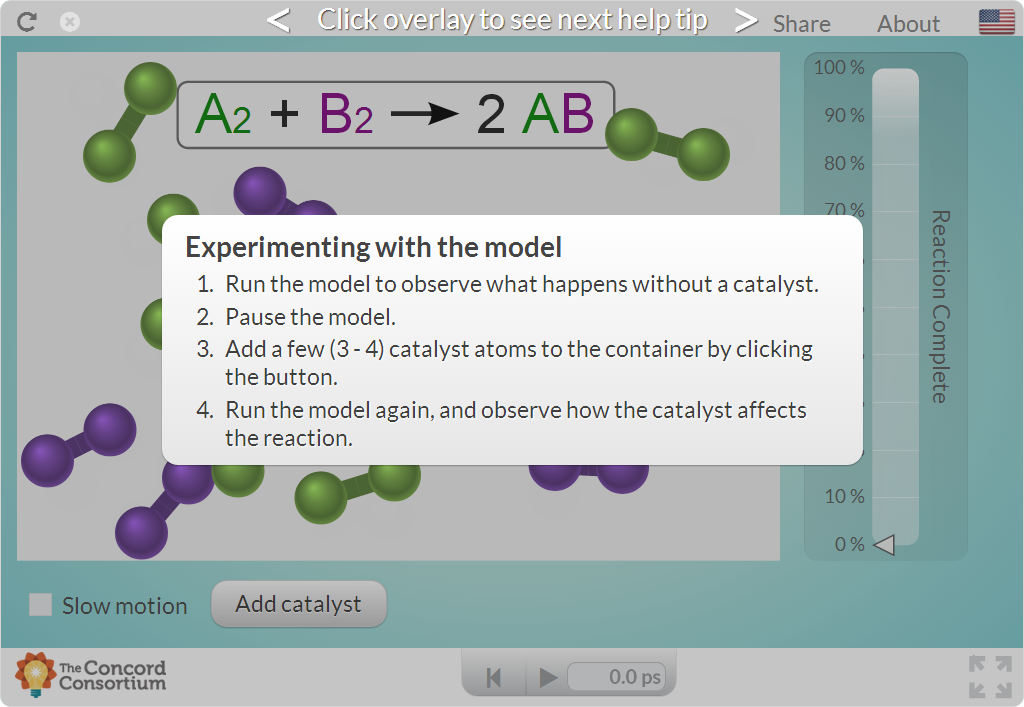 < Click overlay to see next help tip > Share About
A2 + B2 → 2 AB
100 %
90 %
80 %
70 %
Experimenting with the model
1. Run the model to observe what happens without a catalyst.
2. Pause the model.
3. Add a few (3 - 4) catalyst atoms to the container by clicking
the button.
4. Run the model again, and observe how the catalyst affects
the reaction.
Reaction Complete
10 %
0 %
Slow motion
Add catalyst
The Concord
Consortium
0.0 ps